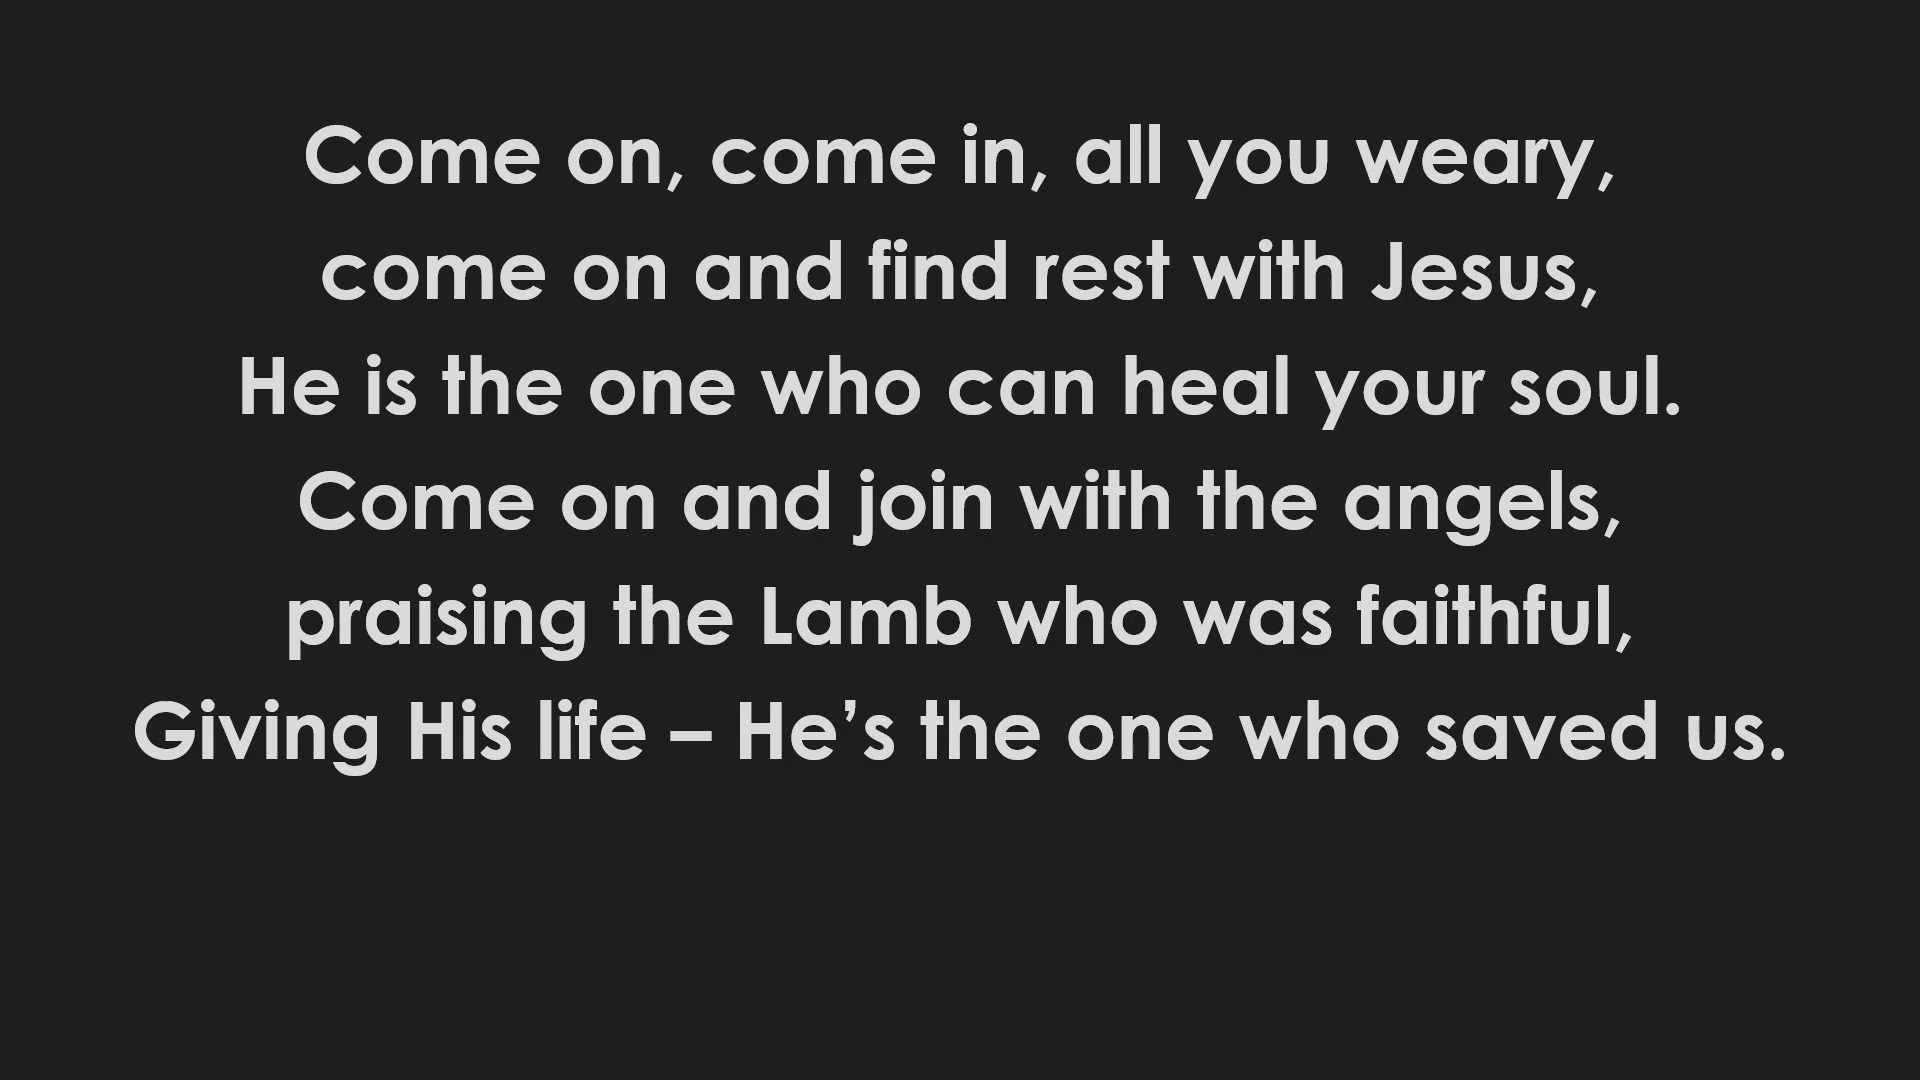 Come on, come in, all you weary,
come on and find rest with Jesus,
He is the one who can heal your soul.
Come on and join with the angels,
praising the Lamb who was faithful,
Giving His life – He’s the one who saved us.